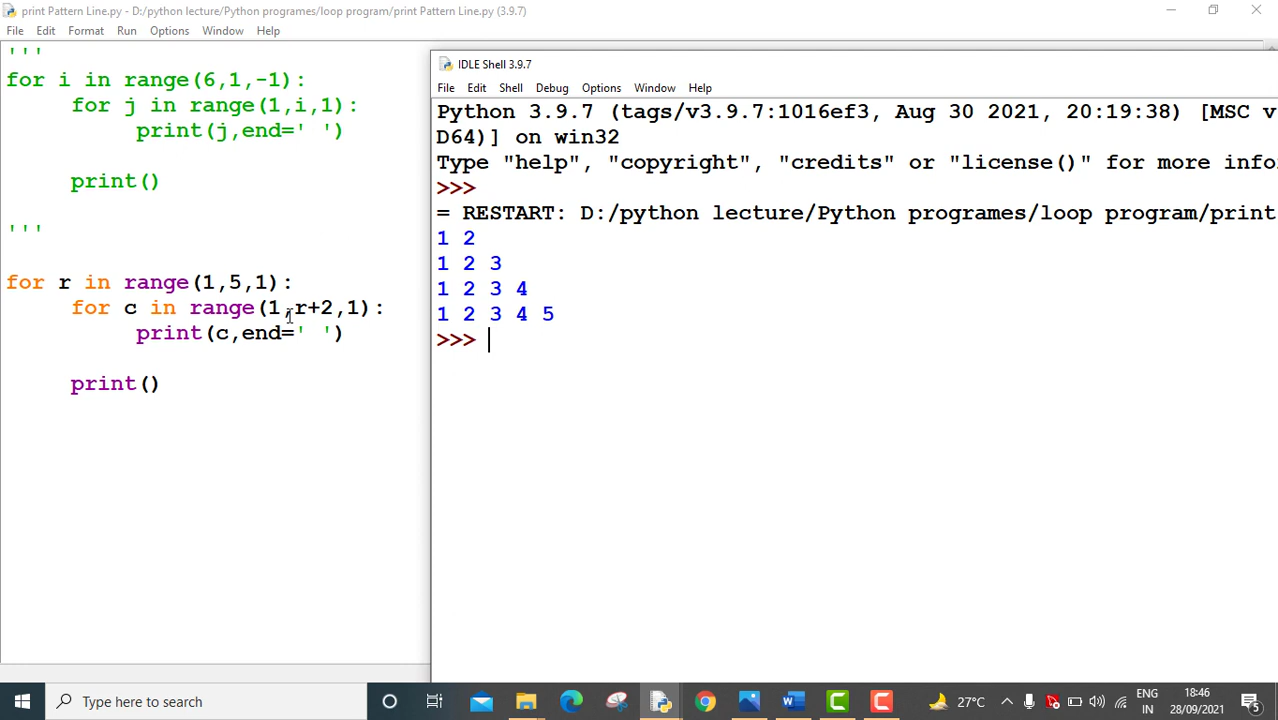 print Pattern Line.py - D:/python lecture/Python programes/loop program/print Pattern Line.py (3.9.7)
File Edit Format Run Options Window Help
'''
for i in range(6,1,-1):
    for j in range(1,i,1):
        print(j,end=' ')
    print()
'''
for r in range(1,5,1):
    for c in range(1,r+2,1):
        print(c,end=' ')
    print()
IDLE Shell 3.9.7
File Edit Shell Debug Options Window Help
Python 3.9.7 (tags/v3.9.7:1016ef3, Aug 30 2021, 20:19:38) [MSC v
D64)] on win32
Type "help", "copyright", "credits" or "license()" for more info
>>>
= RESTART: D:/python lecture/Python programes/loop program/print
1 2
1 2 3
1 2 3 4
1 2 3 4 5
>>>
Type here to search
27°C
ENG
IN
18:46
28/09/2021
5